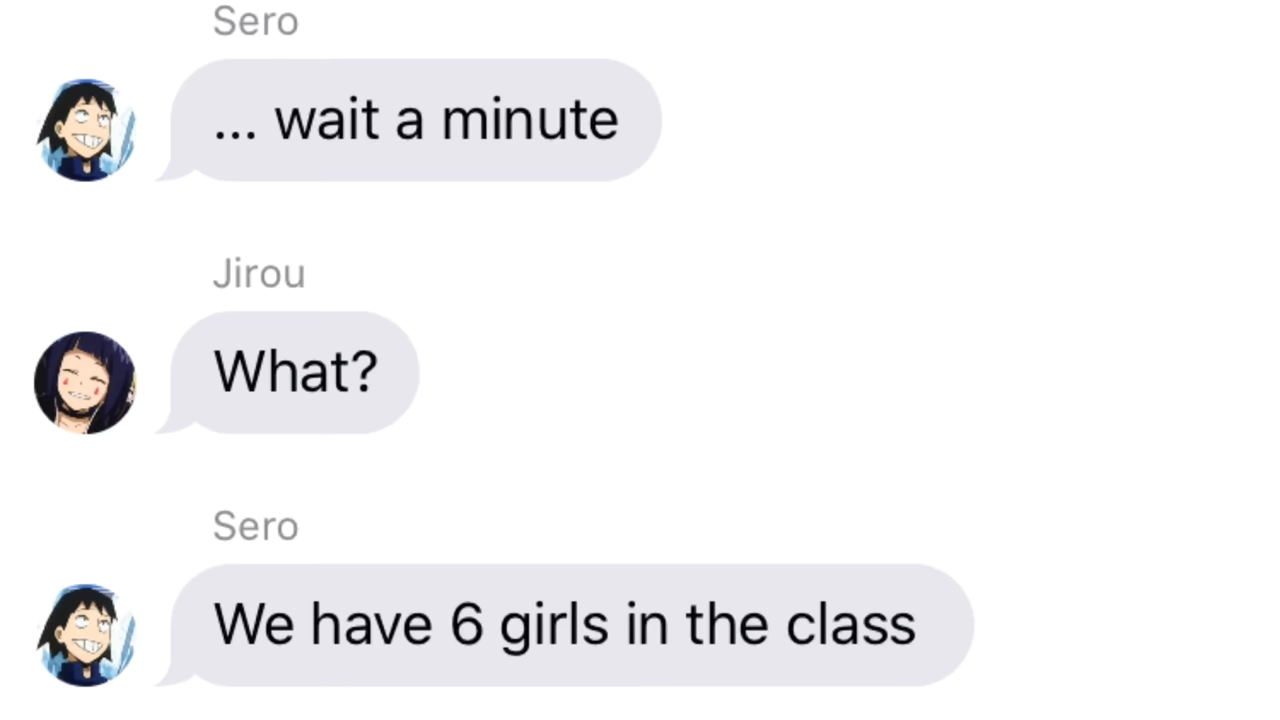 Sero
... wait a minute
Jirou
What?
Sero
We have 6 girls in the class